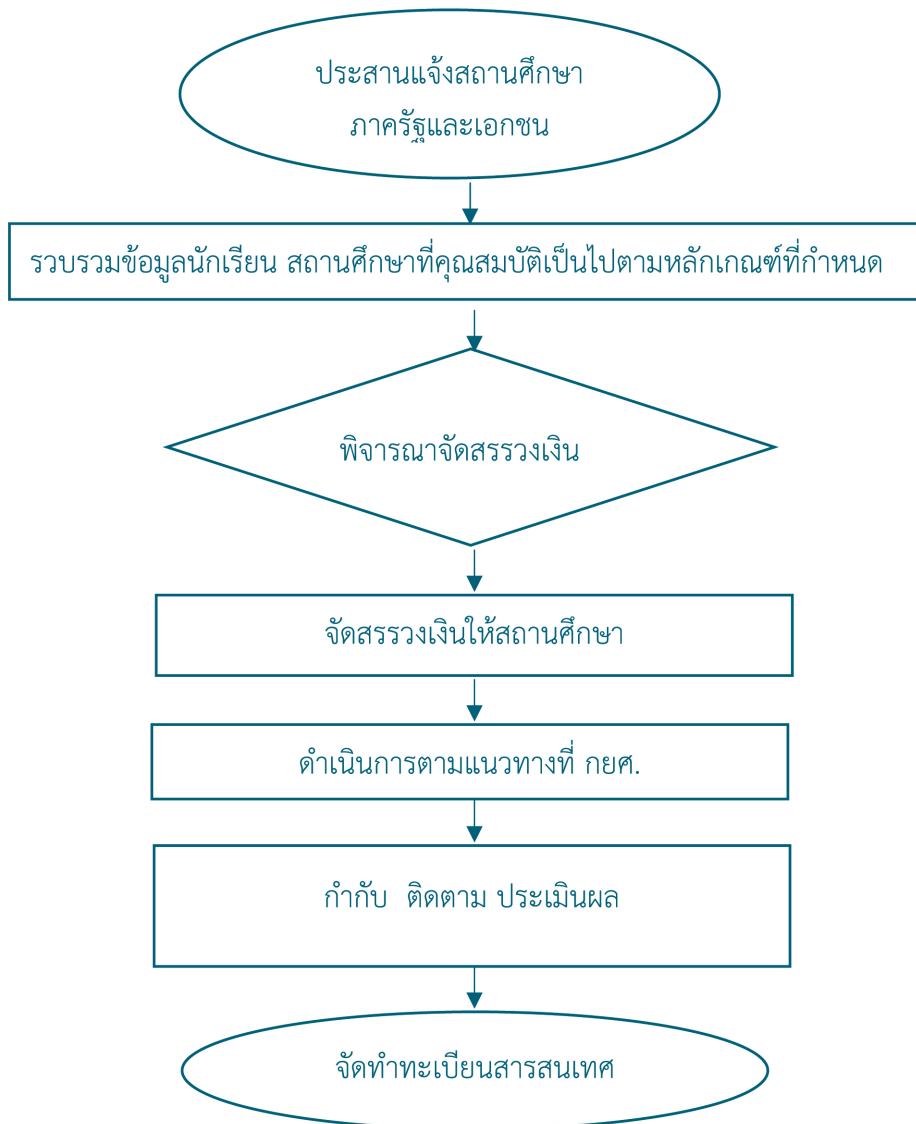 ประสานแจ้งสถานศึกษา
ภาครัฐและเอกชน
รวบรวมข้อมูลนักเรียน สถานศึกษาที่คุณสมบัติเป็นไปตามหลักเกณฑ์ที่กำหนด
พิจารณาจัดสรรวงเงิน
จัดสรรวงเงินให้สถานศึกษา
ดำเนินการตามแนวทางที่ กยศ.
กำกับ  ติดตาม ประเมินผล
จัดทำทะเบียนสารสนเทศ